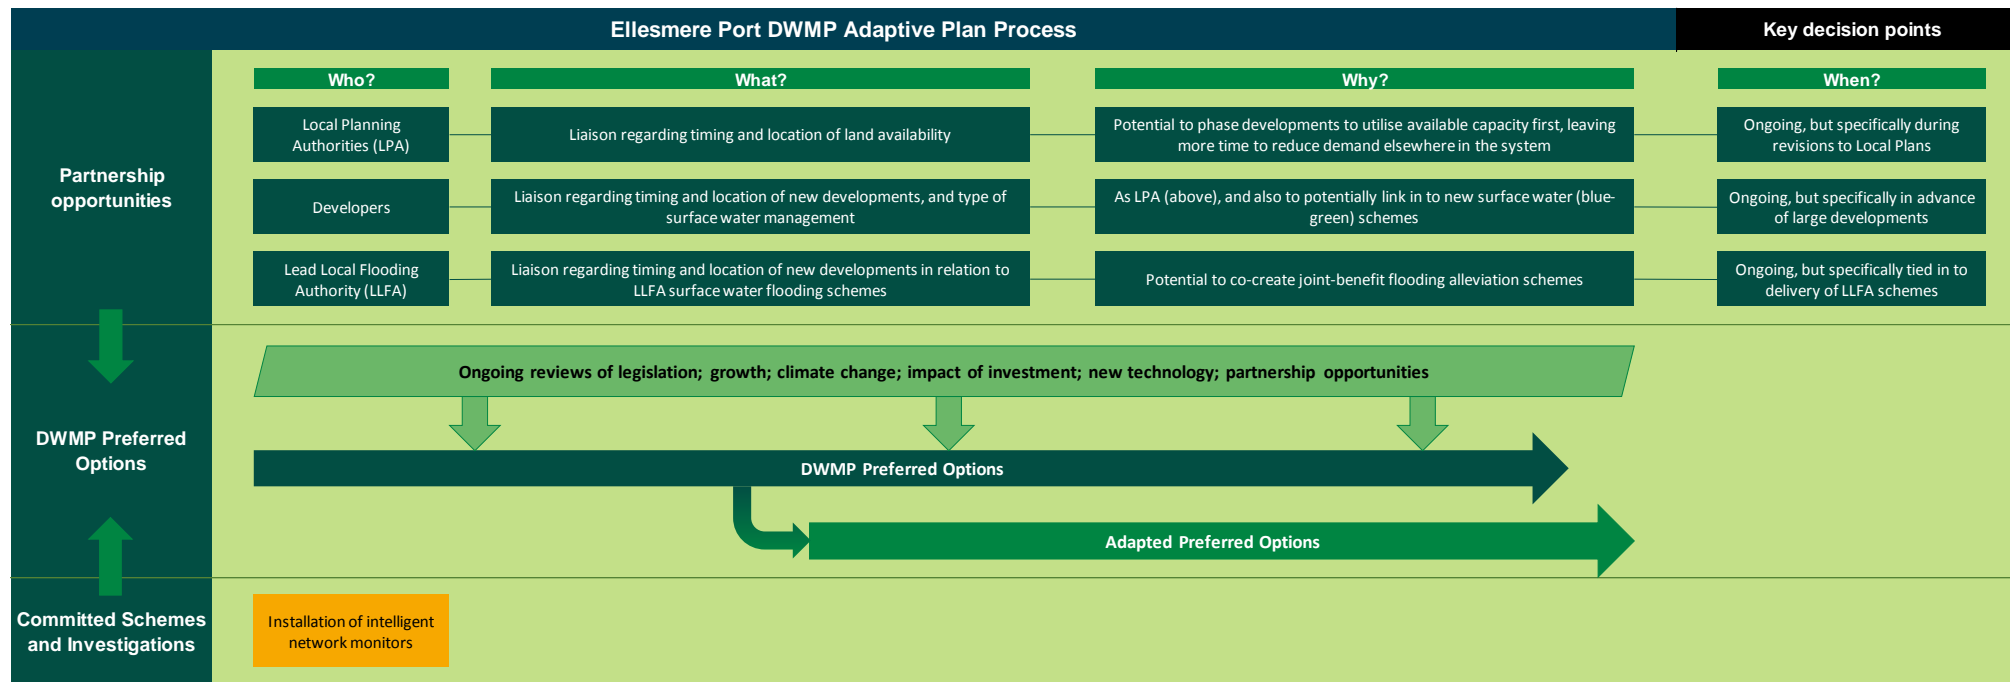 Ellesmere Port DWMP Adaptive Plan Process
Key decision points
Who?
What?
Why?
When?
Partnership
opportunities
Local Planning
Authorities (LPA)
Liaison regarding timing and location of land availability
Potential to phase developments to utilise available capacity first, leaving
more time to reduce demand elsewhere in the system
Ongoing, but specifically during
revisions to Local Plans
Developers
Liaison regarding timing and location of new developments, and type of
surface water management
As LPA (above), and also to potentially link in to new surface water (blue-
green) schemes
Ongoing, but specifically in advance
of large developments
Lead Local Flooding
Authority (LLFA)
Liaison regarding timing and location of new developments in relation to
LLFA surface water flooding schemes
Potential to co-create joint-benefit flooding alleviation schemes
Ongoing, but specifically tied in to
delivery of LLFA schemes
DWMP Preferred
Options
Ongoing reviews of legislation; growth; climate change; impact of investment; new technology; partnership opportunities
DWMP Preferred Options
Adapted Preferred Options
Committed Schemes
and Investigations
Installation of intelligent
network monitors